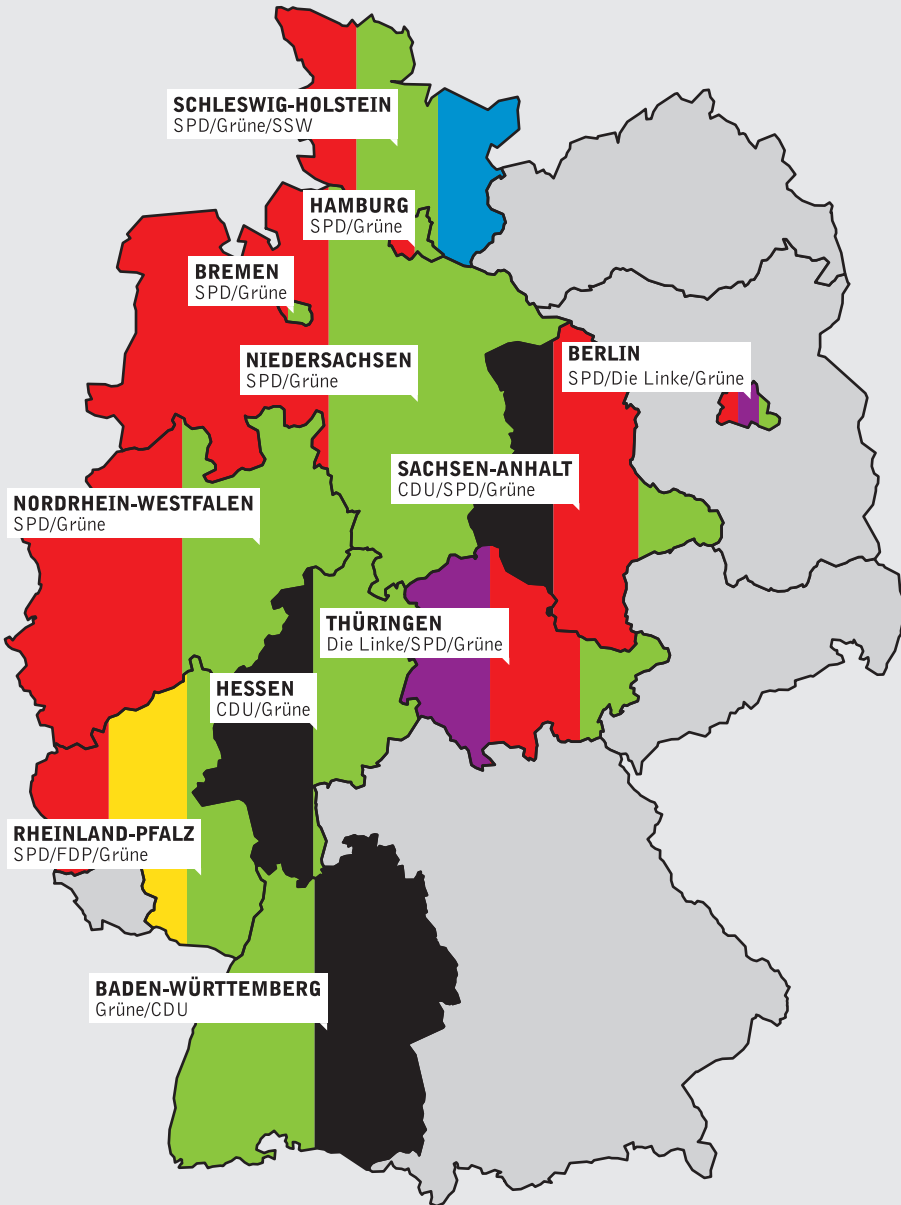 SCHLESWIG-HOLSTEIN
SPD/Grüne/SSW
HAMBURG
SPD/Grüne
BREMEN
SPD/Grüne
NIEDERSACHSEN
SPD/Grüne
BERLIN
SPD/Die Linke/Grüne
SACHSEN-ANHALT
CDU/SPD/Grüne
NORDRHEIN-WESTFALEN
SPD/Grüne
THÜRINGEN
Die Linke/SPD/Grüne
HESSEN
CDU/Grüne
RHEINLAND-PFALZ
SPD/FDP/Grüne
BADEN-WÜRTTEMBERG
Grüne/CDU